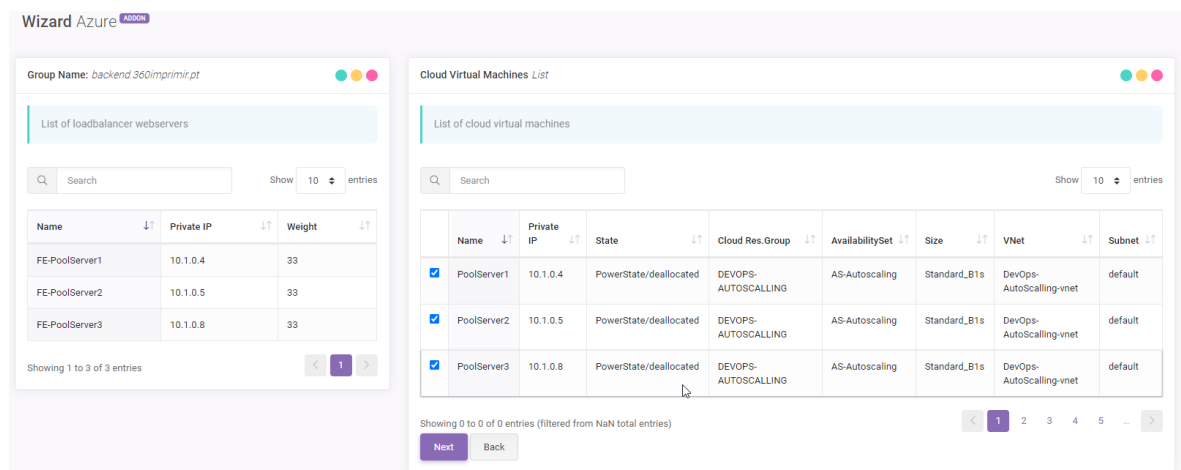 Wizard Azure ADDON
Group Name: backend.360imprimir.pt
List of loadbalancer webservers
Search
Show 10 entries
Name Private IP Weight
FE-PoolServer1 10.1.0.4 33
FE-PoolServer2 10.1.0.5 33
FE-PoolServer3 10.1.0.8 33
Showing 1 to 3 of 3 entries
< 1 >
Cloud Virtual Machines List
List of cloud virtual machines
Search
Show 10 entries
Name Private IP State Cloud Res.Group AvailabilitySet Size VNet Subnet
PoolServer1 10.1.0.4 PowerState/deallocated DEVOPS-AUTOSCALLING AS-Autoscaling Standard_B1s DevOps-AutoScalling-vnet default
PoolServer2 10.1.0.5 PowerState/deallocated DEVOPS-AUTOSCALLING AS-Autoscaling Standard_B1s DevOps-AutoScalling-vnet default
PoolServer3 10.1.0.8 PowerState/deallocated DEVOPS-AUTOSCALLING AS-Autoscaling Standard_B1s DevOps-AutoScalling-vnet default
Showing 0 to 0 of 0 entries (filtered from NaN total entries)
< 1 2 3 4 5 ... >
Next Back